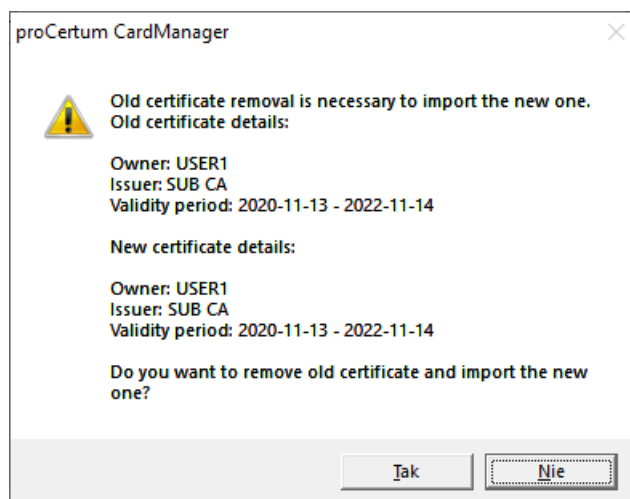 proCertum CardManager
Old certificate removal is necessary to import the new one.
Old certificate details:
Owner: USER1
Issuer: SUB CA
Validity period: 2020-11-13 - 2022-11-14
New certificate details:
Owner: USER1
Issuer: SUB CA
Validity period: 2020-11-13 - 2022-11-14
Do you want to remove old certificate and import the new
one?
Tak
Nie